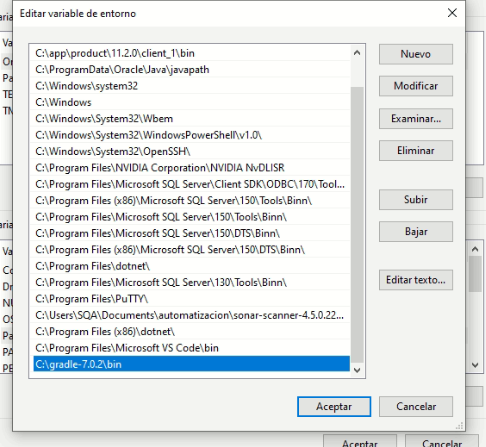 Editar variable de entorno
C:\app\product\11.2.0\client_1\bin
C:\ProgramData\Oracle\Java\javapath
C:\Windows\system32
C:\Windows
C:\Windows\System32\Wbem
C:\Windows\System32\WindowsPowerShell\v1.0\
C:\Windows\System32\OpenSSH\
C:\Program Files\NVIDIA Corporation\NVIDIA NvDLISR
C:\Program Files\Microsoft SQL Server\Client SDK\ODBC\170\Tool...
C:\Program Files (x86)\Microsoft SQL Server\150\Tools\Binn\
C:\Program Files\Microsoft SQL Server\150\Tools\Binn\
C:\Program Files\Microsoft SQL Server\150\DTS\Binn\
C:\Program Files (x86)\Microsoft SQL Server\150\DTS\Binn\
C:\Program Files\dotnet\
C:\Program Files\Microsoft SQL Server\130\Tools\Binn\
C:\Program Files\PuTTY\
C:\Users\SQA\Documents\automatizacion\sonar-scanner-4.5.0.22...
C:\Program Files (x86)\dotnet\
C:\Program Files\Microsoft VS Code\bin
C:\gradle-7.0.2\bin
Nuevo
Modificar
Examinar...
Eliminar
Subir
Bajar
Editar texto...
Aceptar
Cancelar
Aceptar
Cancelar